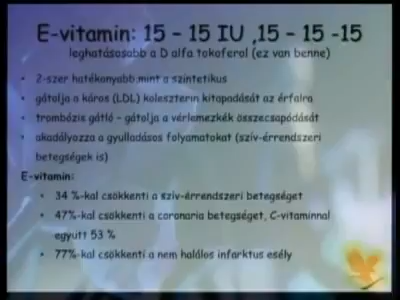 E-vitamin: 15 – 15 IU ,15 – 15 -15
leghatásosabb a D alfa tokoferol (ez van benne)
• 2-szer hatékonyabb mint a szintetikus
• gátolja a káros (LDL) koleszterin kitapadását az érfalra
• trombózis gátló – gátolja a vérlemezkék összecsapódását
• akadályozza a gyulladásos folyamatokat (szív-érrendszeri
betegségek is)
E-vitamin:
• 34 %-kal csökkenti a szív-érrendszeri betegséget
• 47%-kal csökkenti a coronaria betegséget, C-vitaminnal
együtt 53 %
• 77%-kal csökkenti a nem halálos infarktus esély